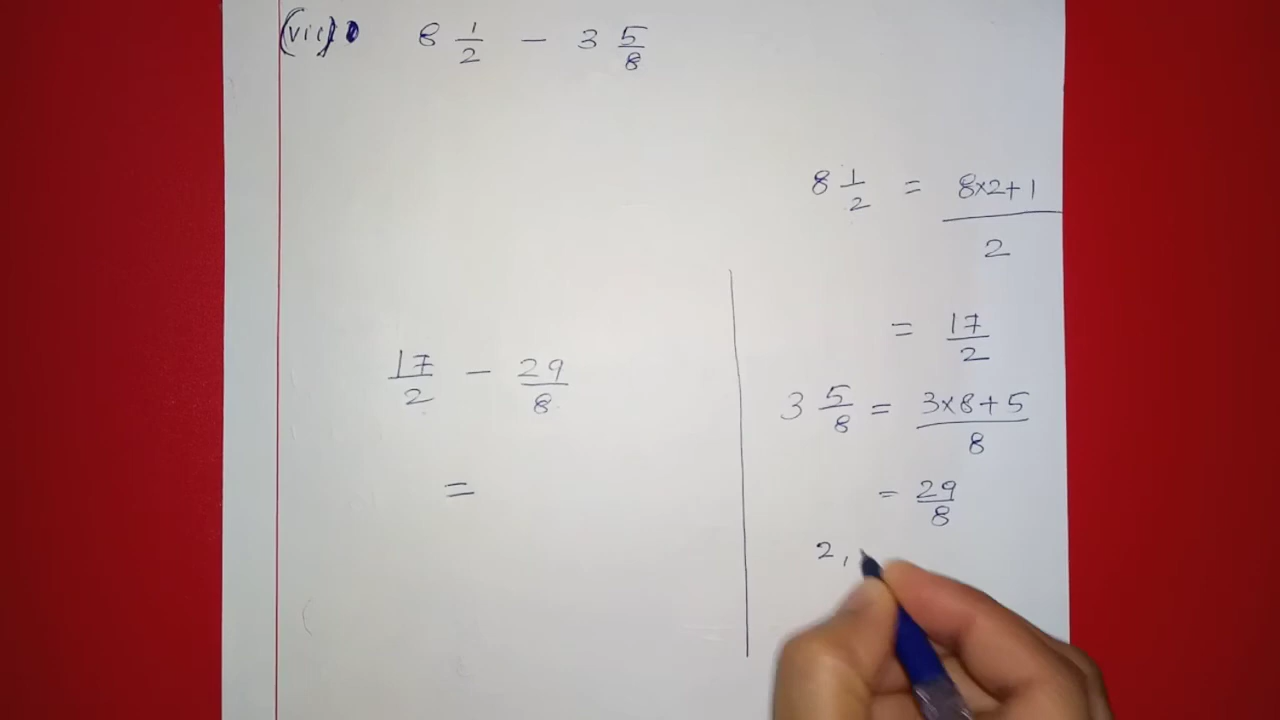 (vii) 8 1/2 - 3 5/8
8 1/2 = 8×2+1/2
= 17/2
17/2 - 29/8
3 5/8 = 3×8+5/8
=
= 29/8
2,